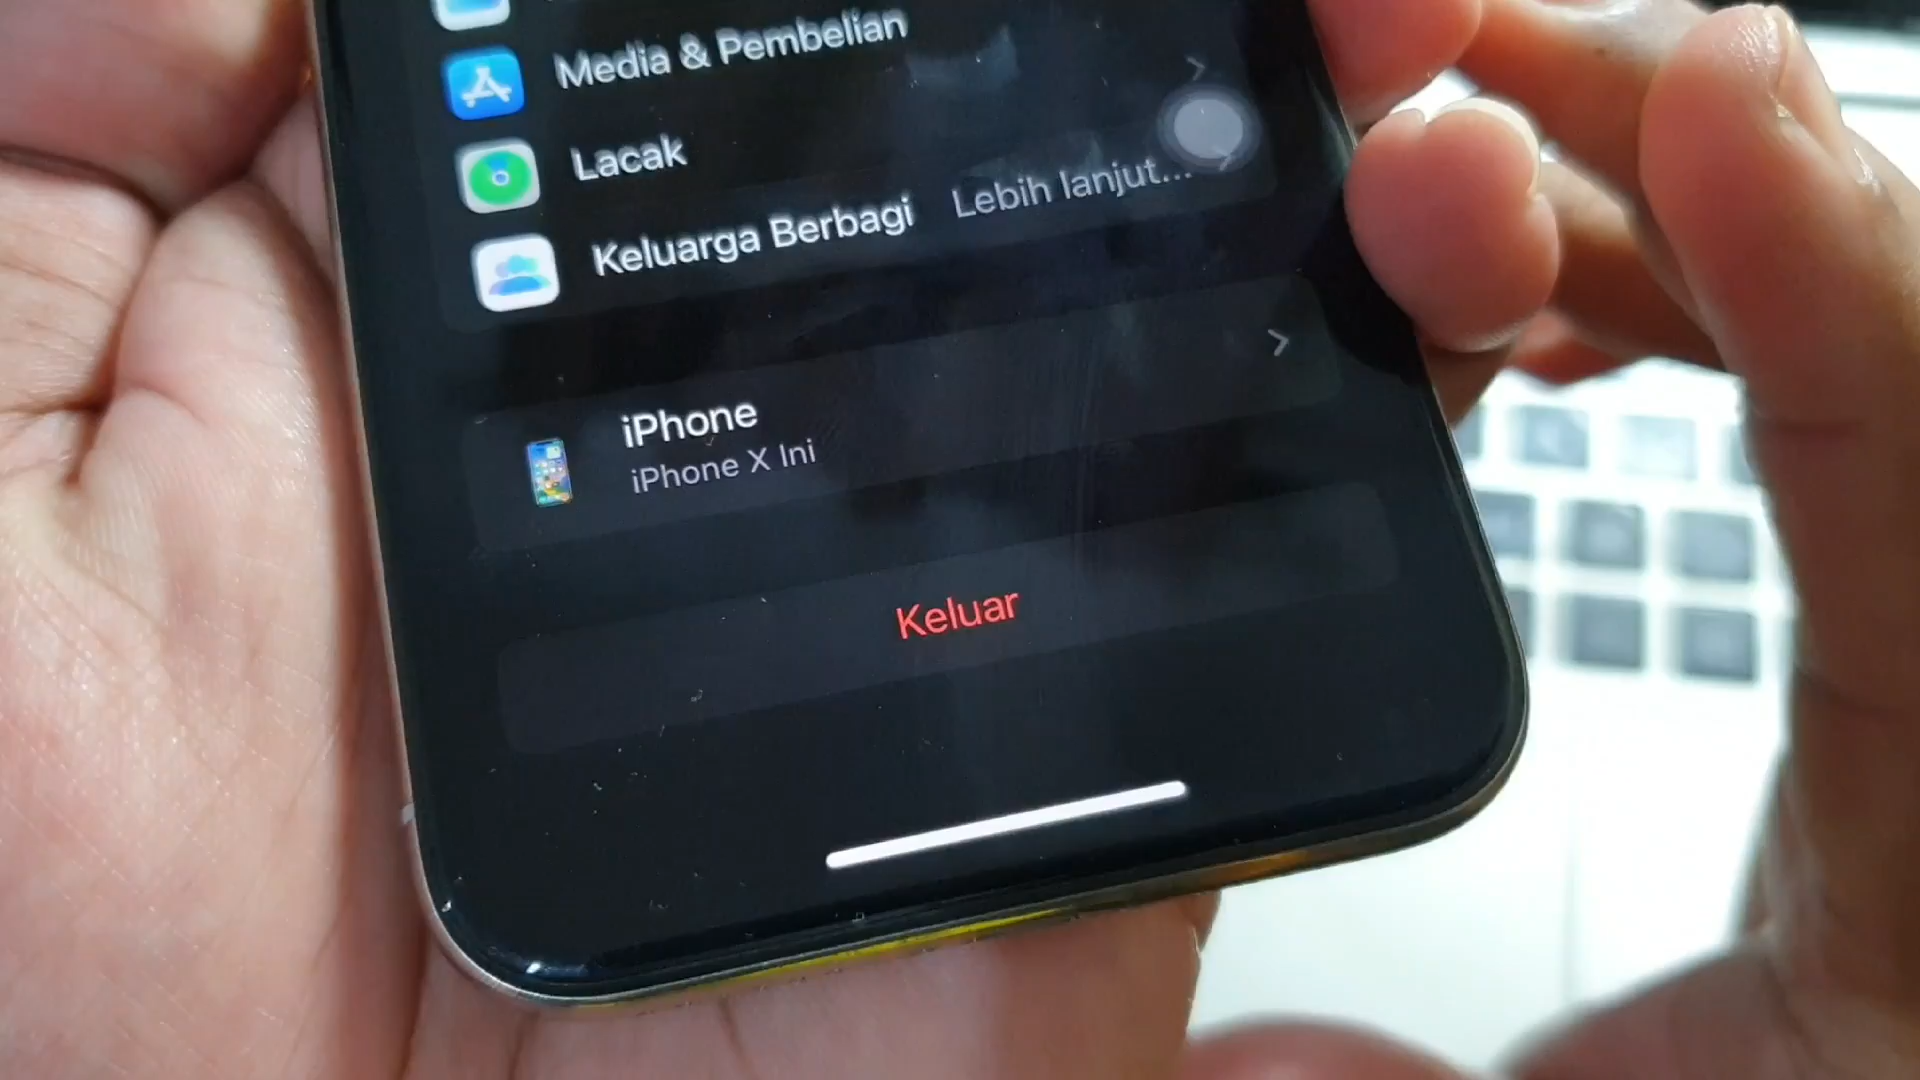 Media & Pembelian
Lacak
Keluarga Berbagi Lebih lanjut...
iPhone
iPhone X Ini
Keluar